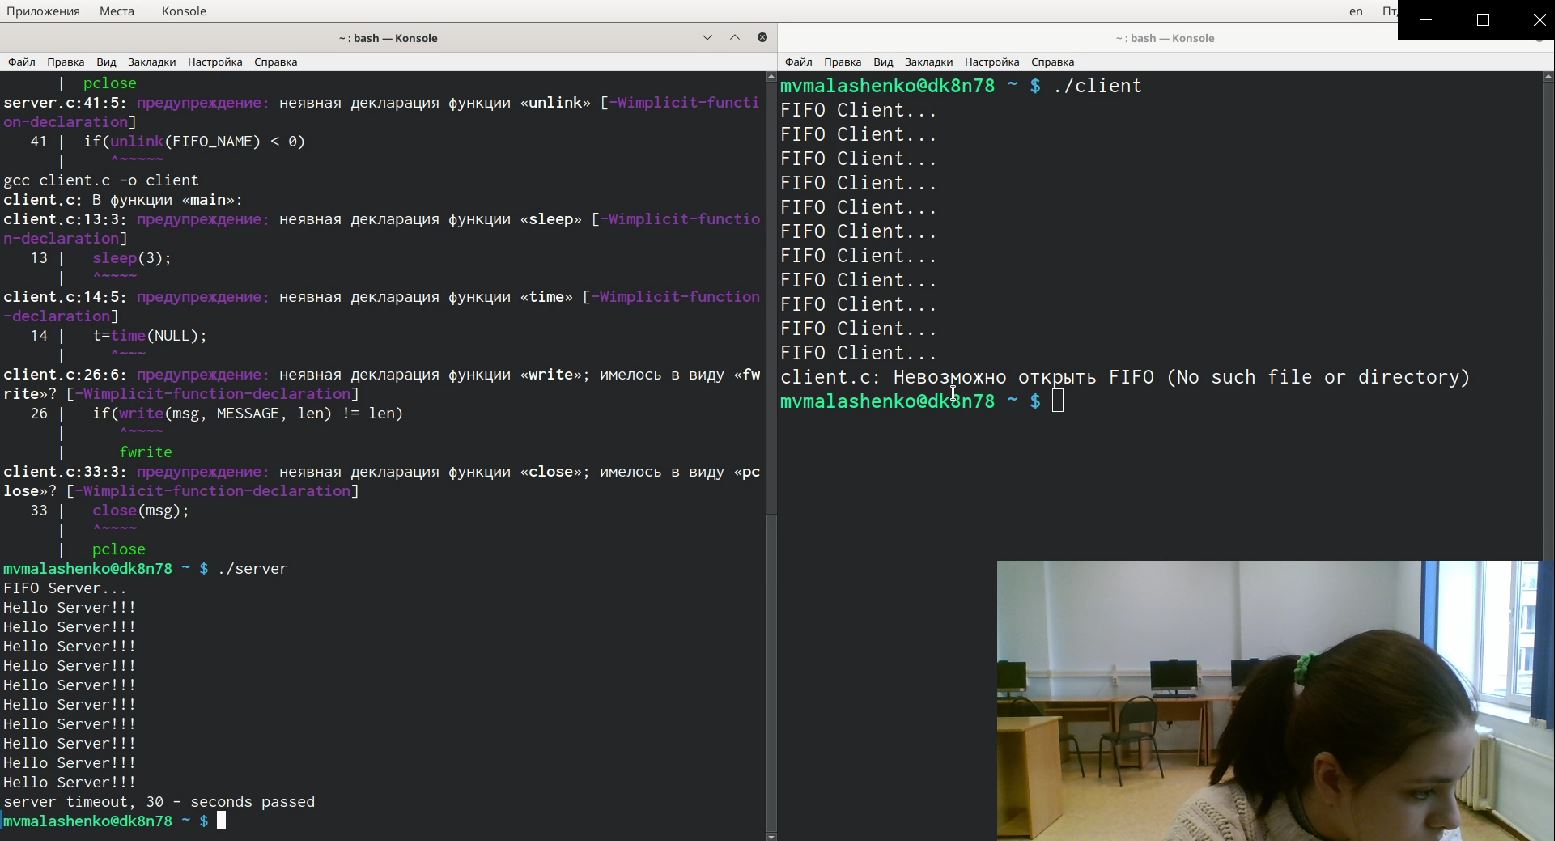 Приложения Места Konsole en Пт,
~ : bash — Konsole
Файл Правка Вид Закладки Настройка Справка
| pclose
server.c:41:5: предупреждение: неявная декларация функции «unlink» [-Wimplicit-functi
on-declaration]
41 | if(unlink(FIFO_NAME) < 0)
| ^~~~~~
gcc client.c -o client
client.c: В функции «main»:
client.c:13:3: предупреждение: неявная декларация функции «sleep» [-Wimplicit-functio
n-declaration]
13 | sleep(3);
| ^~~~~
client.c:14:5: предупреждение: неявная декларация функции «time» [-Wimplicit-function
-declaration]
14 | t=time(NULL);
| ^~~~
client.c:26:6: предупреждение: неявная декларация функции «write»; имелось в виду «fw
rite»? [-Wimplicit-function-declaration]
26 | if(write(msg, MESSAGE, len) != len)
| ^~~~~
| fwrite
client.c:33:3: предупреждение: неявная декларация функции «close»; имелось в виду «pc
lose»? [-Wimplicit-function-declaration]
33 | close(msg);
| ^~~~~
| pclose
mvmalashenko@dk8n78 ~ $ ./server
FIFO Server...
Hello Server!!!
Hello Server!!!
Hello Server!!!
Hello Server!!!
Hello Server!!!
Hello Server!!!
Hello Server!!!
Hello Server!!!
Hello Server!!!
Hello Server!!!
server timeout, 30 - seconds passed
mvmalashenko@dk8n78 ~ $
~ : bash — Konsole
Файл Правка Вид Закладки Настройка Справка
mvmalashenko@dk8n78 ~ $ ./client
FIFO Client...
FIFO Client...
FIFO Client...
FIFO Client...
FIFO Client...
FIFO Client...
FIFO Client...
FIFO Client...
FIFO Client...
FIFO Client...
FIFO Client...
client.c: Невозможно открыть FIFO (No such file or directory)
mvmalashenko@dk8n78 ~ $